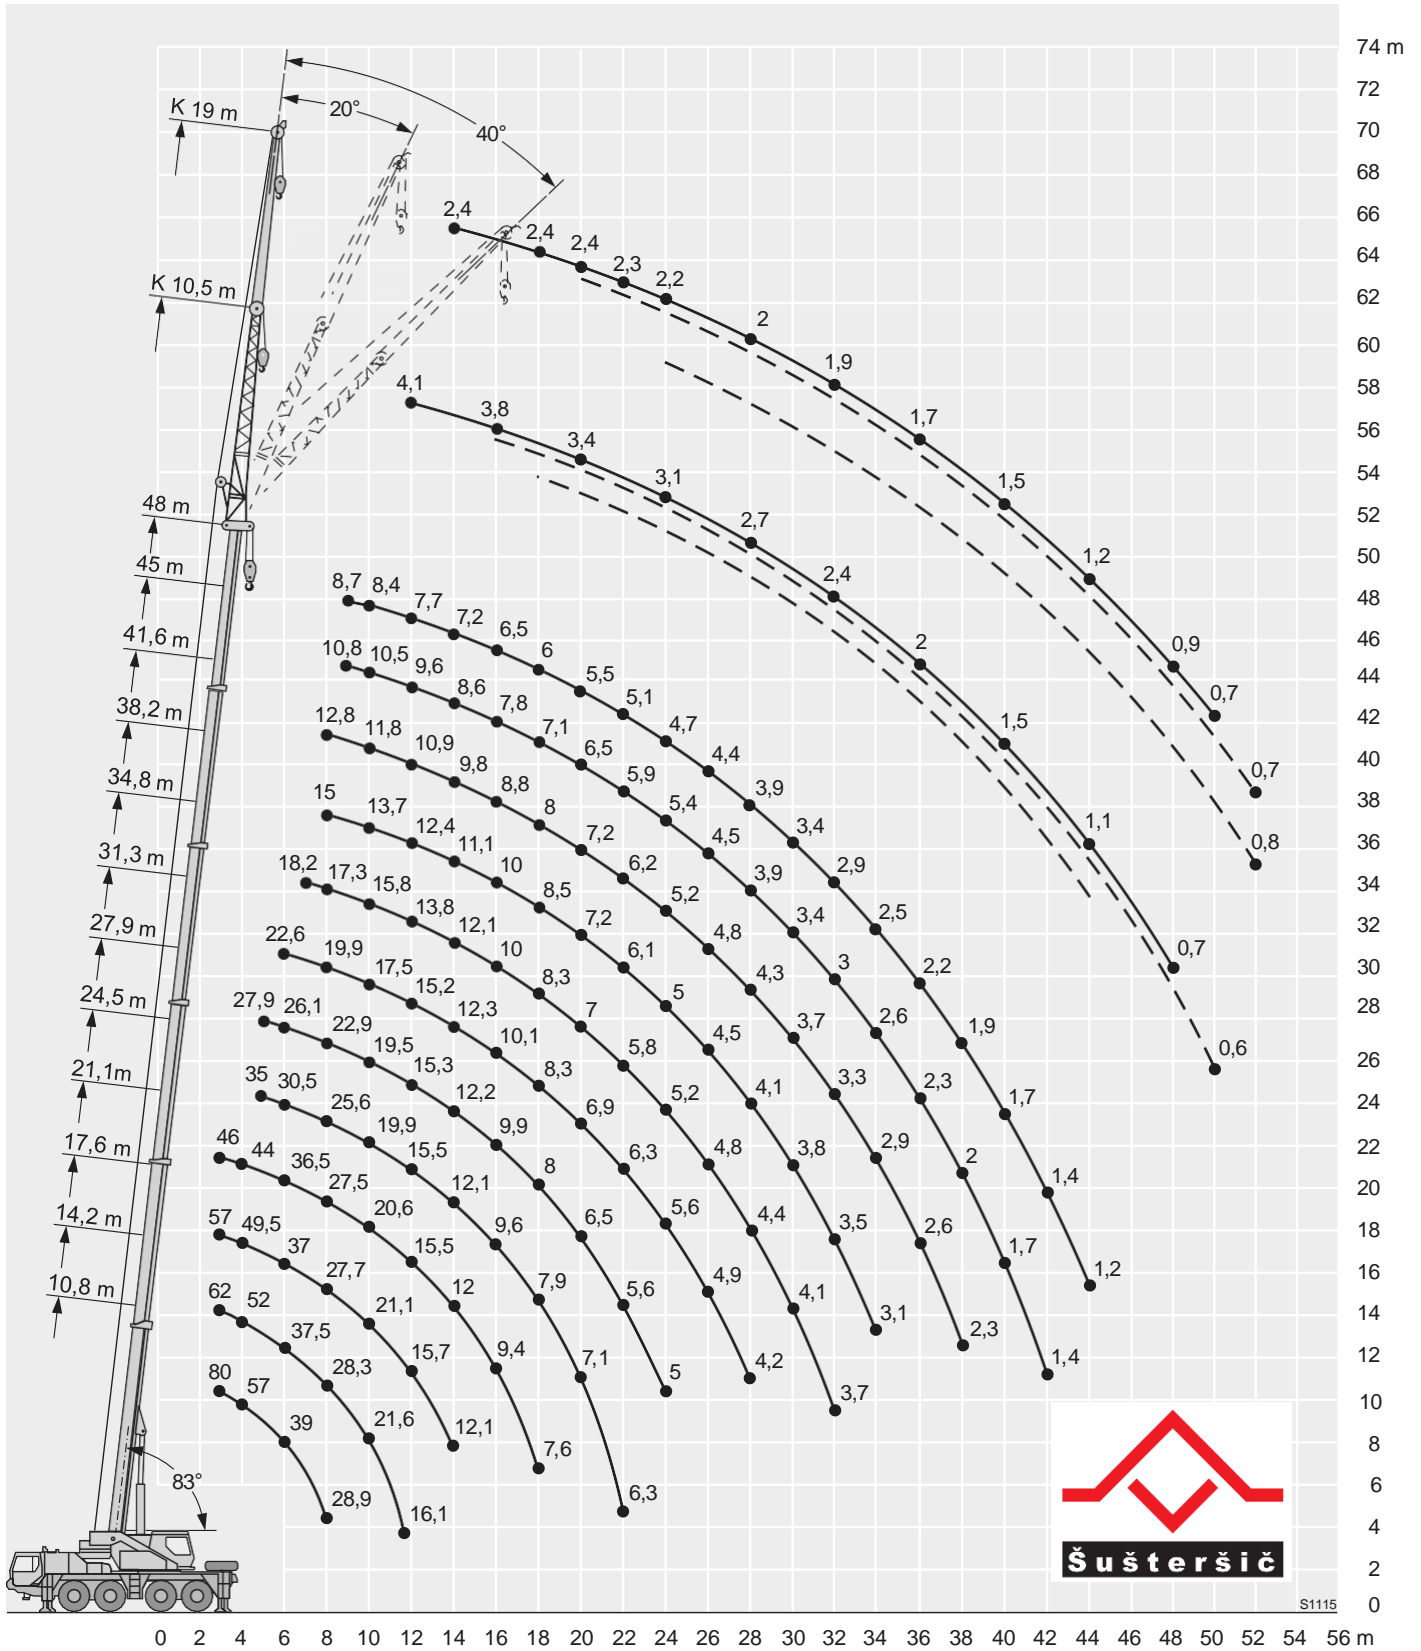 74 m
72
70
68
66
64
62
60
58
56
54
52
50
48
46
44
42
40
38
36
34
32
30
28
26
24
22
20
18
16
14
12
10
8
6
4
2
0
K 19 m
K 10,5 m
48 m
45 m
41,6 m
38,2 m
34,8 m
31,3 m
27,9 m
24,5 m
21,1m
17,6 m
14,2 m
10,8 m
20°
40°
83°
2,4 2,4 2,4 2,3 2,2 2 1,9 1,7 1,5 1,2 0,9 0,7
0,7
0,8
4,1 3,8 3,4 3,1 2,7 2,4 2 1,5 1,1 0,7
0,6
8,7 8,4 7,7 7,2 6,5 6 5,5 5,1 4,7 4,4 3,9 3,4 2,9 2,5 2,2 1,9 1,7 1,4 1,2
10,8 10,5 9,6 8,6 7,8 7,1 6,5 5,9 5,4 4,5 3,9 3,4 3 2,6 2,3 2 1,7 1,4
12,8 11,8 10,9 9,8 8,8 8 7,2 6,2 5,2 4,8 4,3 3,7 3,3 2,9 2,6 2,3
15 13,7 12,4 11,1 10 8,5 7,2 6,1 5 4,5 4,1 3,8 3,5 3,1
18,2 17,3 15,8 13,8 12,1 10 8,3 7 5,8 5,2 4,8 4,4 4,1 3,7
22,6 19,9 17,5 15,2 12,3 10,1 8,3 6,9 6,3 5,6 4,9 4,2
27,9 26,1 22,9 19,5 15,3 12,2 9,9 8 6,5 5,6 5
35 30,5 25,6 19,9 15,5 12,1 9,6 7,9 7,1 6,3
46 44 36,5 27,5 20,6 15,5 12 9,4 7,6
57 49,5 37 27,7 21,1 15,7 12,1
62 52 37,5 28,3 21,6 16,1
80 57 39 28,9
Šušteršič
S1115
0 2 4 6 8 10 12 14 16 18 20 22 24 26 28 30 32 34 36 38 40 42 44 46 48 50 52 54 56 m